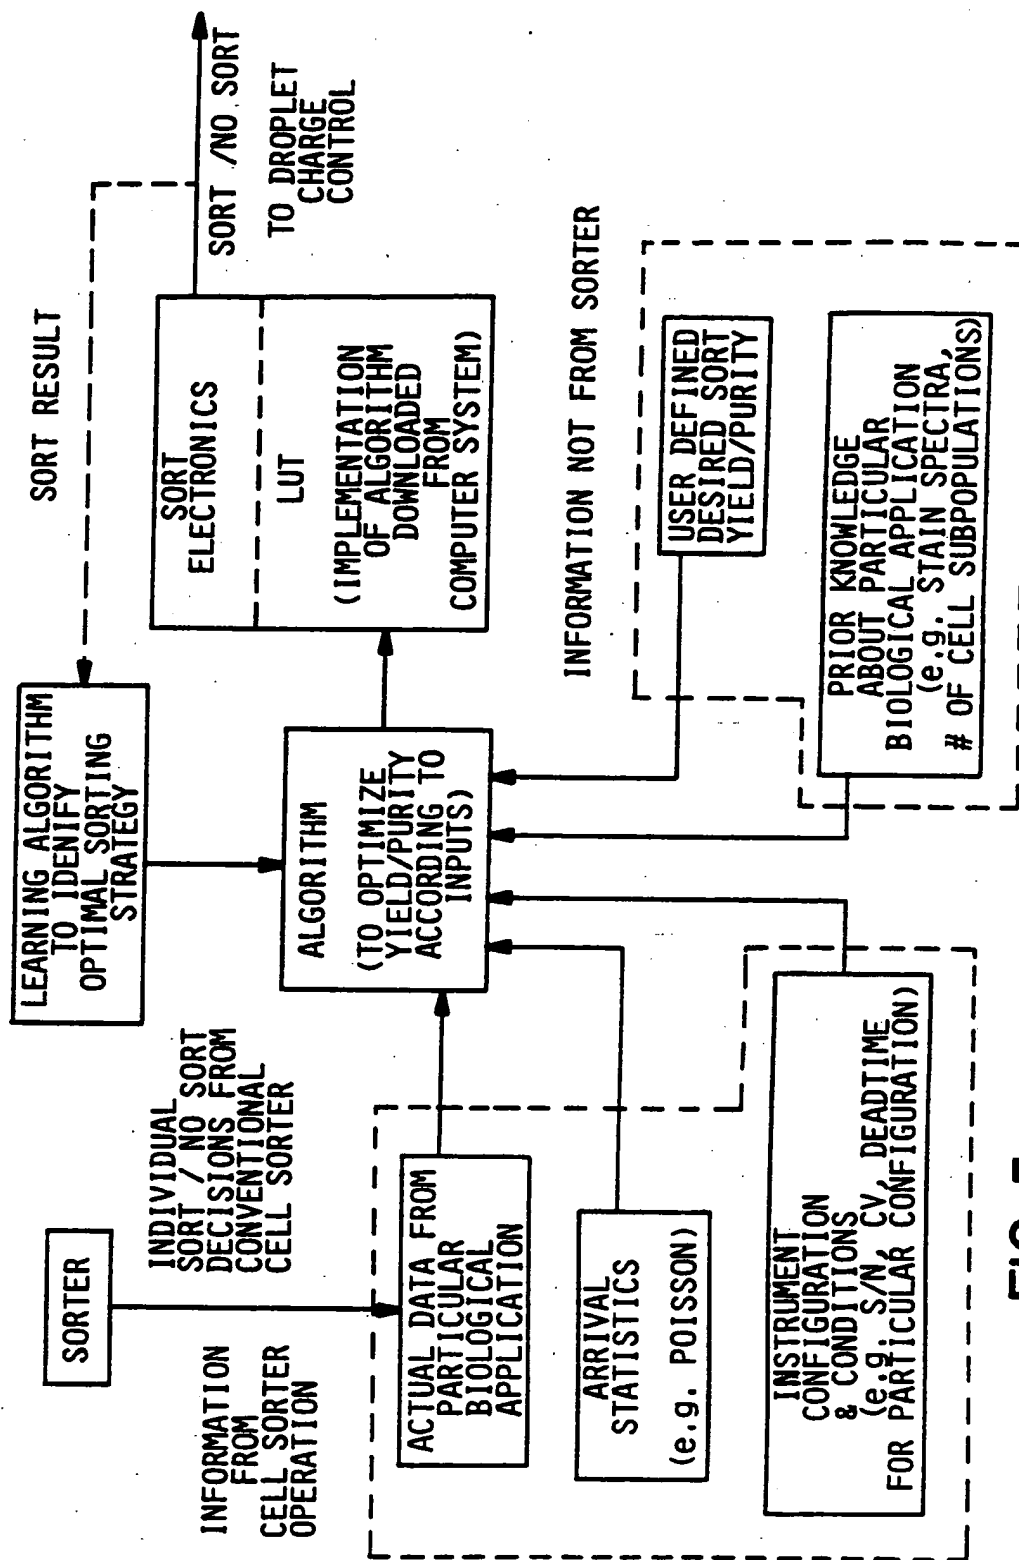 SORTER
INFORMATION
FROM
CELL SORTER
OPERATION
INDIVIDUAL
SORT / NO SORT
DECISIONS FROM
CONVENTIONAL
CELL SORTER
LEARNING ALGORITHM
TO IDENIFY
OPTIMAL SORTING
STRATEGY
SORT RESULT
SORT /NO SORT
TO DROPLET
CHARGE
CONTROL
ACTUAL DATA FROM
PARTICULAR
BIOLOGICAL
APPLICATION
ALGORITHM
(TO OPTIMIZE
YIELD/PURITY
ACCORDING TO
INPUTS)
SORT
ELECTRONICS
LUT
(IMPLEMENTATION
OF ALGORITHM
DOWNLOADED
FROM
COMPUTER SYSTEM)
ARRIVAL
STATISTICS
(e.g. POISSON)
INFORMATION NOT FROM SORTER
USER DEFINED
DESIRED SORT
YIELD/PURITY
INSTRUMENT
CONFIGURATION
& CONDITIONS
(e.g. S/N, CV, DEADTIME
FOR PARTICULAR CONFIGURATION)
PRIOR KNOWLEDGE
ABOUT PARTICULAR
BIOLOGICAL APPLICATION
(e.g. STAIN SPECTRA,
# OF CELL SUBPOPULATIONS)